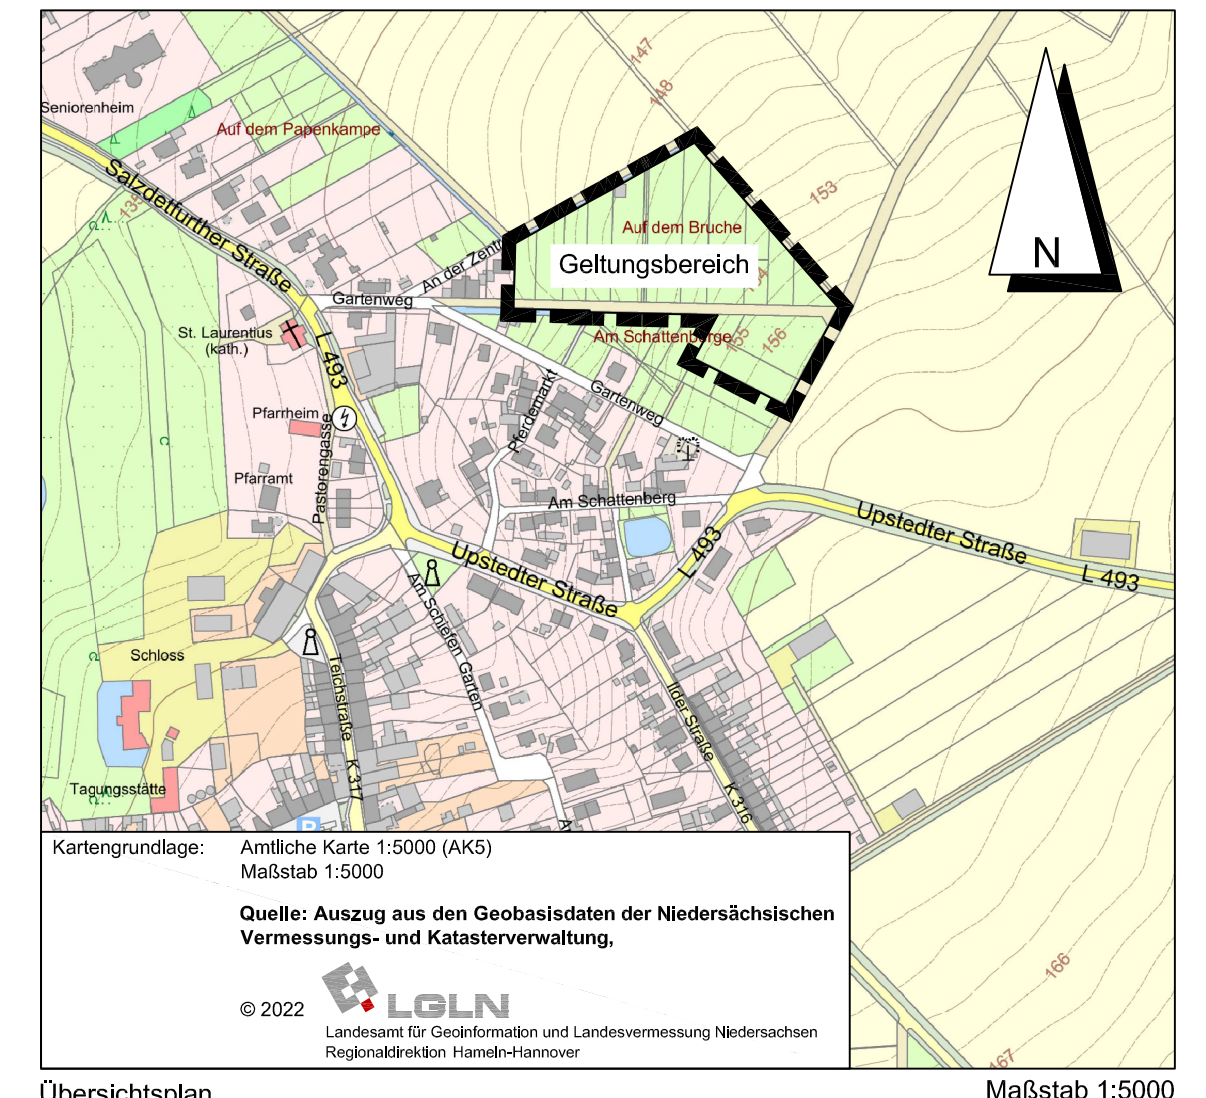 147
148
Seniorenheim
Auf dem Papenkampe
153
Salzdetfurther Straße
Auf dem Bruche
N
Geltungsbereich
An der Zentr
Gartenweg
St. Laurentius
(kath.)
L 493
Am Schattenberge
155
156
Gartenweg
Pferdemarkt
Pfarrheim
Pastorengasse
Pfarramt
Am Schattenberg
Upstedter Straße
L 493
L 493
Upstedter Straße
Am Schiefen Garten
Schloss
Teichstraße
K 317
Ilder Straße
K 316
Tagungsstätte
P
166
167
Kartengrundlage: Amtliche Karte 1:5000 (AK5)
Maßstab 1:5000
Quelle: Auszug aus den Geobasisdaten der Niedersächsischen
Vermessungs- und Katasterverwaltung,
© 2022
LGLN
Landesamt für Geoinformation und Landesvermessung Niedersachsen
Regionaldirektion Hameln-Hannover
Übersichtsplan
Maßstab 1:5000